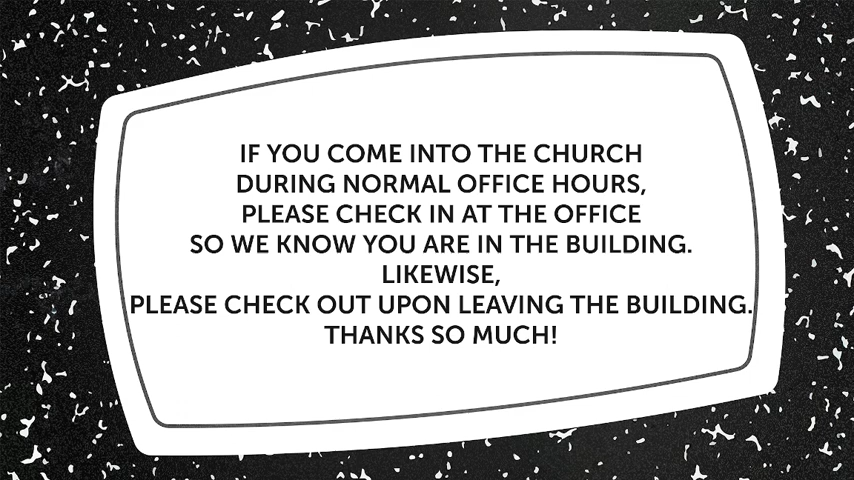 IF YOU COME INTO THE CHURCH
DURING NORMAL OFFICE HOURS,
PLEASE CHECK IN AT THE OFFICE
SO WE KNOW YOU ARE IN THE BUILDING.
LIKEWISE,
PLEASE CHECK OUT UPON LEAVING THE BUILDING.
THANKS SO MUCH!